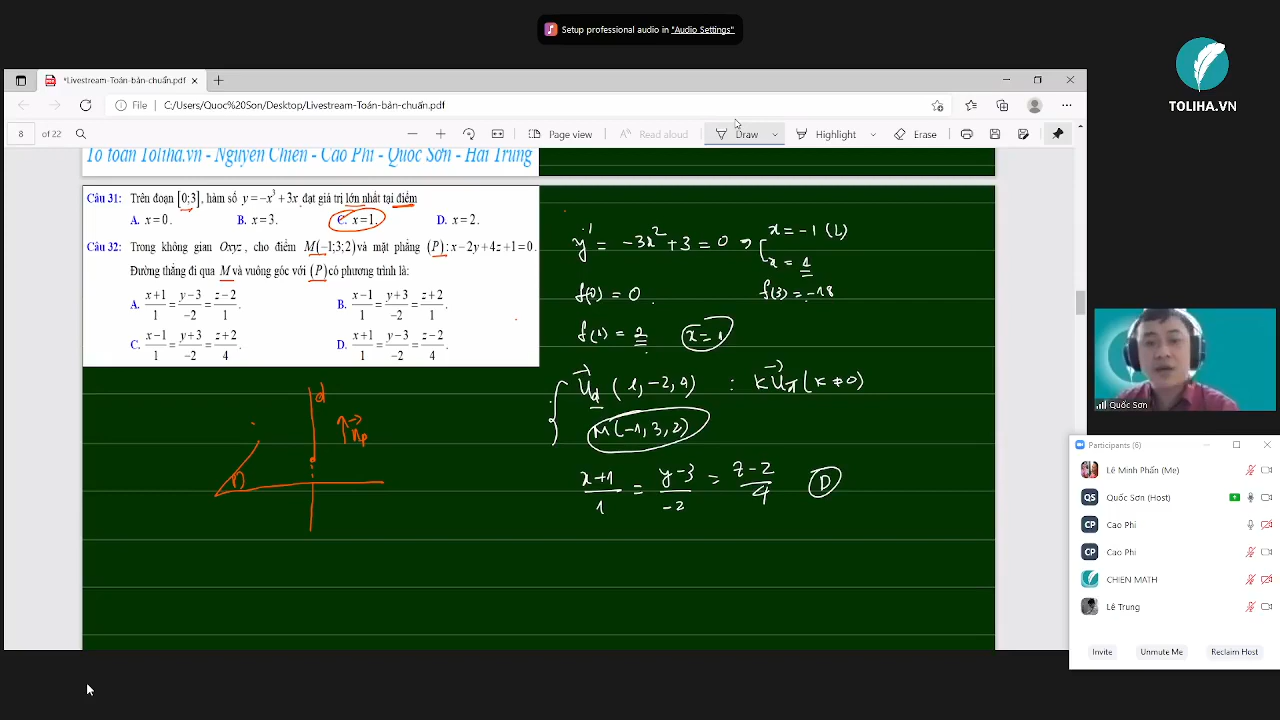 Setup professional audio in "Audio Settings"
TOLIHA.VN
*Livestream-Toán-bản-chuẩn.pdf
File C:/Users/Quoc%20Son/Desktop/Livestream-Toán-bản-chuẩn.pdf
8 of 22 Page view Read aloud Draw Highlight Erase
Tổ toán Toliha.vn - Nguyễn Chiến - Cao Phi - Quốc Sơn - Hải Trung
Câu 31: Trên đoạn [0;3], hàm số y = -x³ + 3x đạt giá trị lớn nhất tại điểm
A. x = 0. B. x = 3. C. x = 1. D. x = 2.
Câu 32: Trong không gian Oxyz, cho điểm M(-1;3;2) và mặt phẳng (P): x-2y+4z+1=0.
Đường thẳng đi qua M và vuông góc với (P) có phương trình là:
A. (x+1)/1 = (y-3)/-2 = (z-2)/1. B. (x-1)/1 = (y+3)/-2 = (z+2)/1.
C. (x-1)/1 = (y+3)/-2 = (z+2)/4. D. (x+1)/1 = (y-3)/-2 = (z-2)/4.
y' = -3x² + 3 = 0 => [ x = -1 (L)
x = 1
f(0) = 0 f(3) = -18
f(1) = 2 x = 1
{ u⃗d (1, -2, 4) : k u⃗ (k ≠ 0)
M(-1, 3, 2)
(x+1)/1 = (y-3)/-2 = (z-2)/4 D
d
n⃗p
Quốc Sơn
Participants (6)
Lê Minh Phấn (Me)
QS Quốc Sơn (Host)
CP Cao Phi
CP Cao Phi
CHIEN MATH
Lê Trung
Invite Unmute Me Reclaim Host